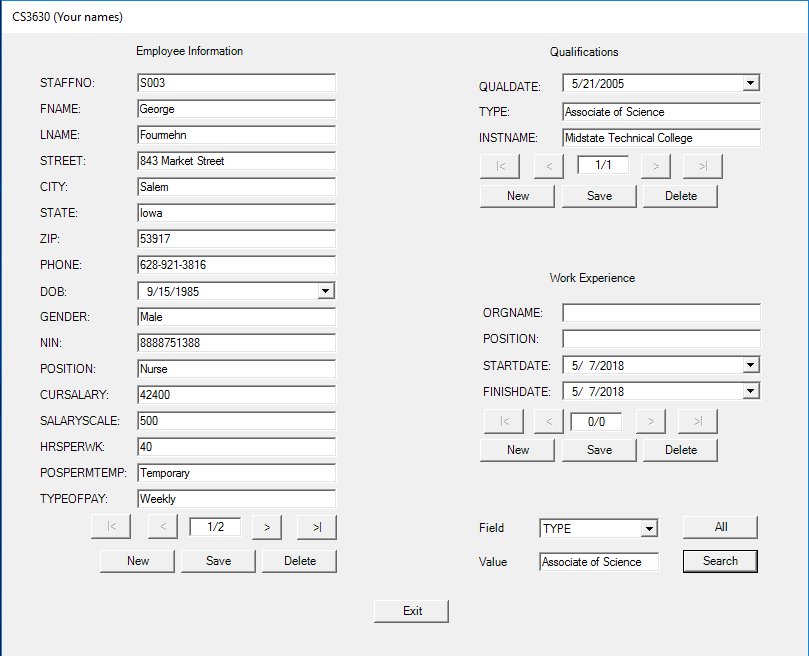 CS3630 (Your names)
Employee Information
STAFFNO: S003
FNAME: George
LNAME: Fourmehn
STREET: 843 Market Street
CITY: Salem
STATE: Iowa
ZIP: 53917
PHONE: 628-921-3816
DOB: 9/15/1985
GENDER: Male
NIN: 8888751388
POSITION: Nurse
CURSALARY: 42400
SALARYSCALE: 500
HRSPERWK: 40
POSPERMTEMP: Temporary
TYPEOFPAY: Weekly
|< < 1/2 > >|
New Save Delete
Qualifications
QUALDATE: 5/21/2005
TYPE: Associate of Science
INSTNAME: Midstate Technical College
|< < 1/1 > >|
New Save Delete
Work Experience
ORGNAME:
POSITION:
STARTDATE: 5/ 7/2018
FINISHDATE: 5/ 7/2018
|< < 0/0 > >|
New Save Delete
Field TYPE All
Value Associate of Science Search
Exit